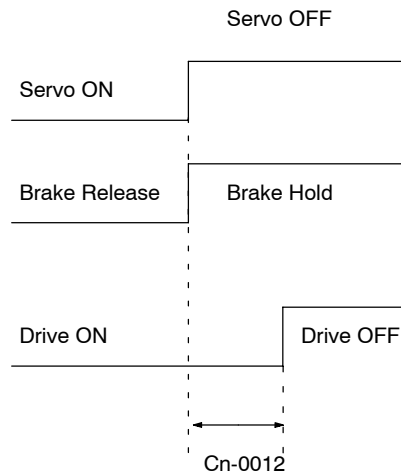 Servo OFF
Servo ON
Brake Release
Brake Hold
Drive ON
Drive OFF
Cn-0012